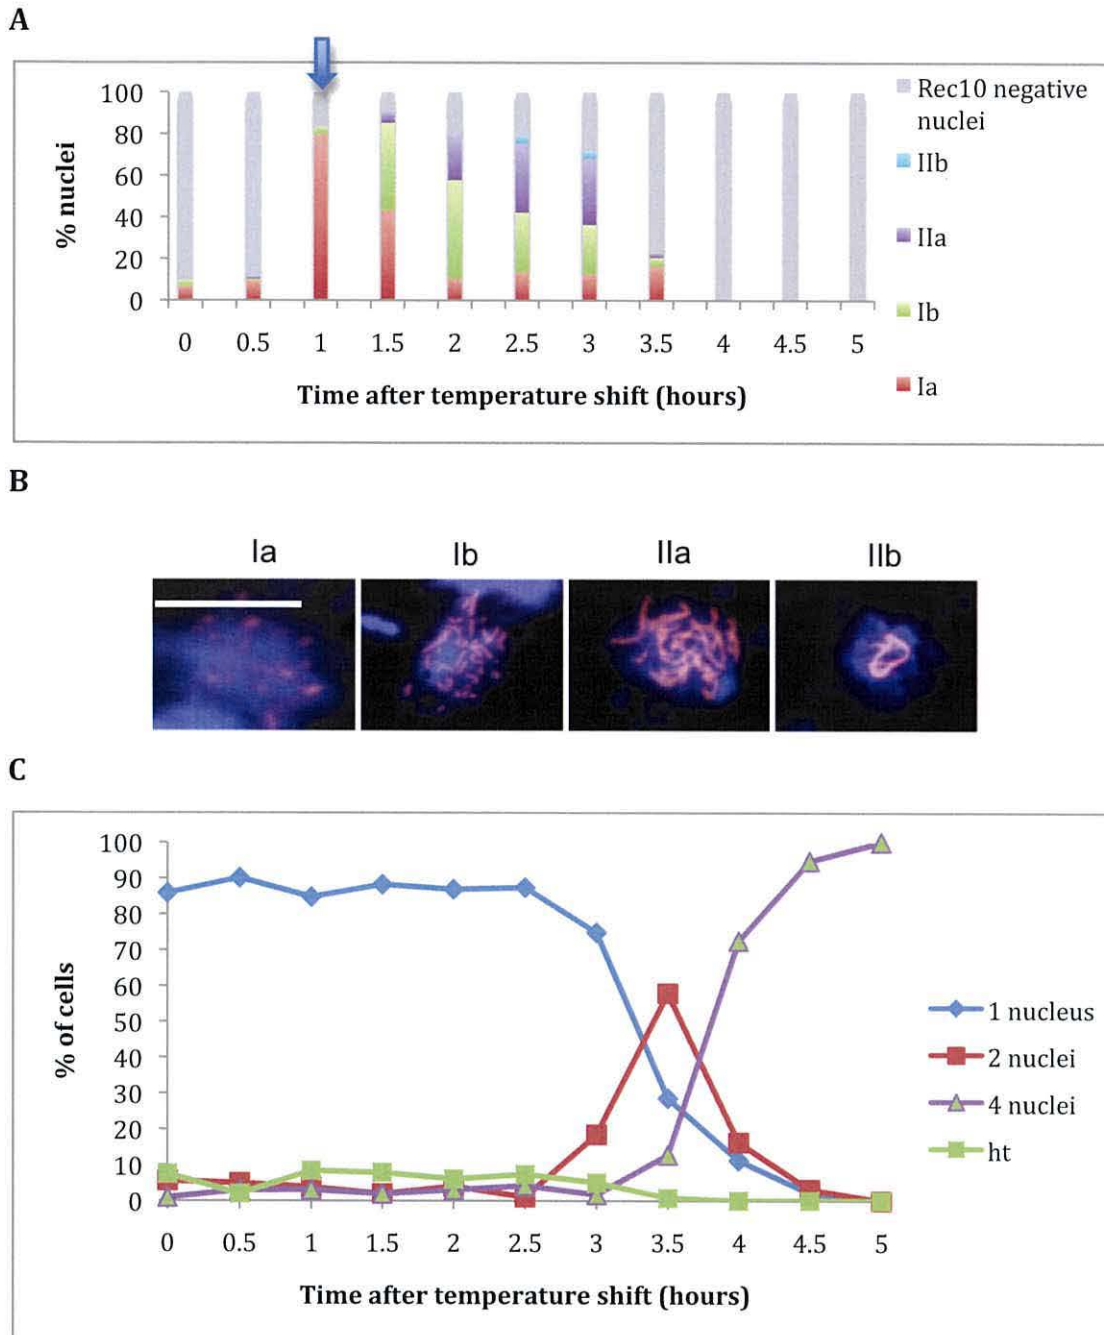 A
100
80
60
40
20
0
% nuclei
0 0.5 1 1.5 2 2.5 3 3.5 4 4.5 5
Time after temperature shift (hours)
Rec10 negative
nuclei
IIb
IIa
Ib
Ia
B
Ia Ib IIa IIb
C
100
90
80
70
60
50
40
30
20
10
0
% of cells
0 0.5 1 1.5 2 2.5 3 3.5 4 4.5 5
Time after temperature shift (hours)
1 nucleus
2 nuclei
4 nuclei
ht